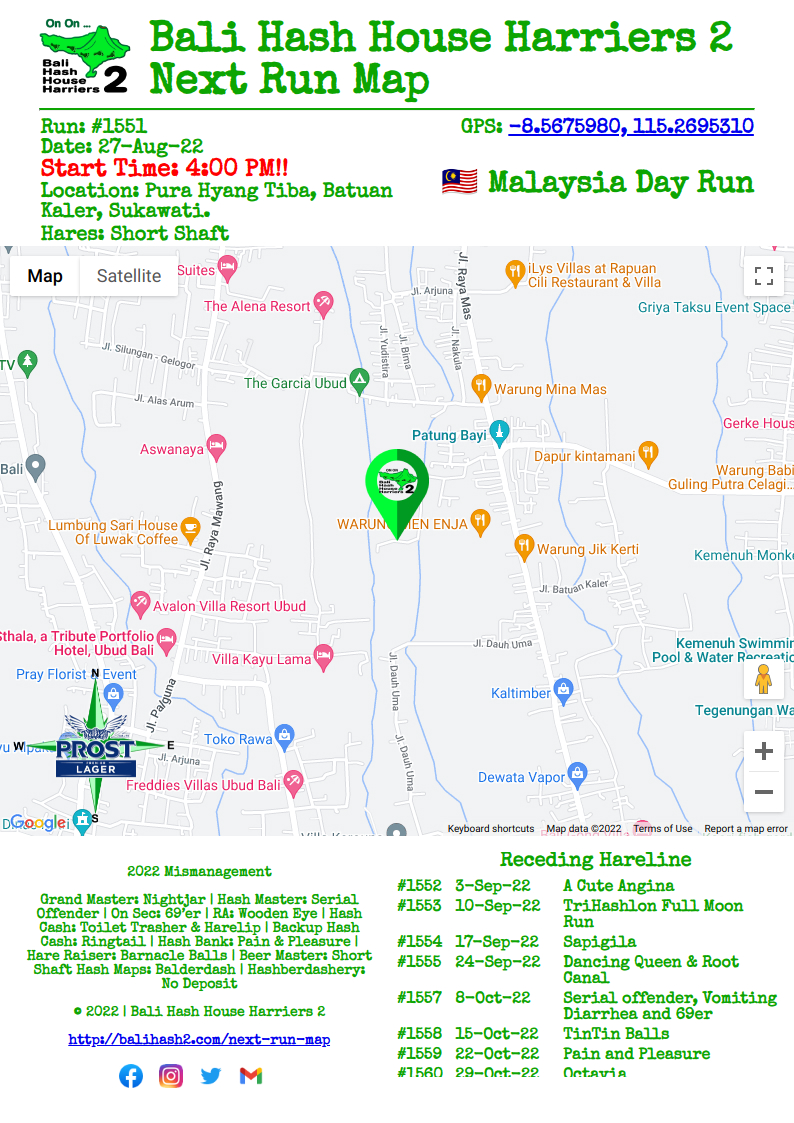 On On ...
Bali
Hash
House
Harriers 2
Bali Hash House Harriers 2
Next Run Map
Run: #1551
Date: 27-Aug-22
Start Time: 4:00 PM!!
Location: Pura Hyang Tiba, Batuan
Kaler, Sukawati.
Hares: Short Shaft
GPS: -8.5675980, 115.2695310
Malaysia Day Run
Map
Satellite
Suites
The Alena Resort
Jl. Arjuna
Jl. Raya Mas
iLys Villas at Rapuan
Cili Restaurant & Villa
Griya Taksu Event Space
TV
Jl. Silungan - Gelogor
Jl. Yudistira
Jl. Bima
Jl. Nakula
The Garcia Ubud
Warung Mina Mas
Jl. Alas Arum
Gerke Hous
Aswanaya
Patung Bayi
Dapur kintamani
Bali
Warung Babi
Guling Putra Celagi...
Jl. Raya Mawang
ON ON
Bali
Hash
House
Harriers 2
Lumbung Sari House
Of Luwak Coffee
WARUNG
EN ENJA
Warung Jik Kerti
Kemenuh Monk
Jl. Batuan Kaler
Avalon Villa Resort Ubud
Sthala, a Tribute Portfolio
Hotel, Ubud Bali
Villa Kayu Lama
Jl. Dauh Uma
Kemenuh Swimmin
Pool & Water Recreatio
Pray Florist & Event
N
Jl. Dauh Uma
Kaltimber
Tegenungan Wa
Toko Rawa
W
PROST
LAGER
E
Jl. Arjuna
Jl. Dauh Uma
Freddies Villas Ubud Bali
Dewata Vapor
S
Google
Keyboard shortcuts
Map data ©2022
Terms of Use
Report a map error
2022 Mismanagement
Grand Master: Nightjar | Hash Master: Serial
Offender | On Sec: 69'er | RA: Wooden Eye | Hash
Cash: Toilet Trasher & Harelip | Backup Hash
Cash: Ringtail | Hash Bank: Pain & Pleasure |
Hare Raiser: Barnacle Balls | Beer Master: Short
Shaft Hash Maps: Balderdash | Hashberdashery:
No Deposit
© 2022 | Bali Hash House Harriers 2
http://balihash2.com/next-run-map
Receding Hareline
#1552 3-Sep-22 A Cute Angina
#1553 10-Sep-22 TriHashlon Full Moon
Run
#1554 17-Sep-22 Sapigila
#1555 24-Sep-22 Dancing Queen & Root
Canal
#1557 8-Oct-22 Serial offender, Vomiting
Diarrhea and 69er
#1558 15-Oct-22 TinTin Balls
#1559 22-Oct-22 Pain and Pleasure
#1560 29-Oct-22 Octavia